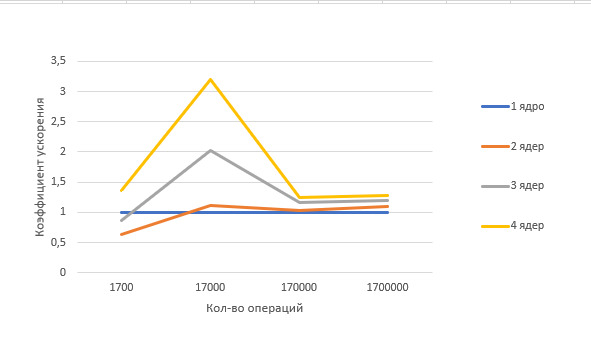 3,5
3
2,5
2
1,5
1
0,5
0
Коэффициент ускорения
1700
17000
170000
1700000
Кол-во операций
1 ядро
2 ядер
3 ядер
4 ядер